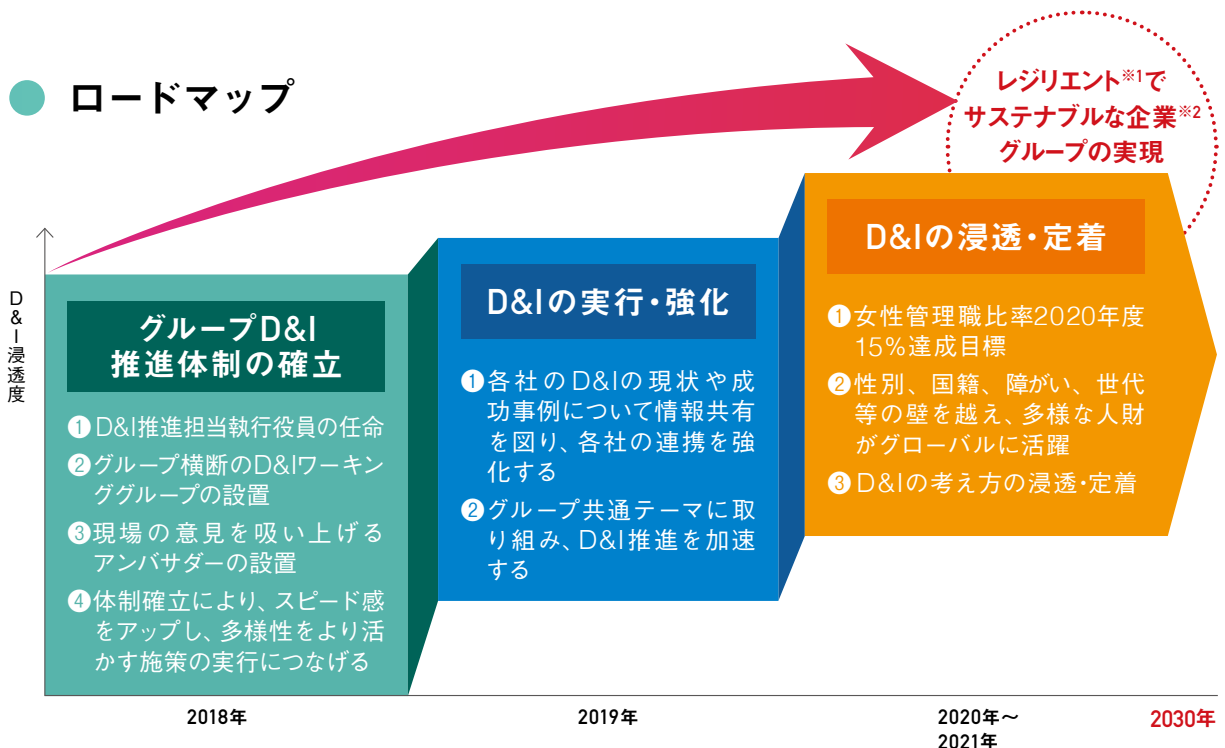 ロードマップ
レジリエント※1で
サステナブルな企業※2
グループの実現
D&I浸透度
グループD&I
推進体制の確立
❶D&I推進担当執行役員の任命
❷グループ横断のD&Iワーキン
ググループの設置
❸現場の意見を吸い上げる
アンバサダーの設置
❹体制確立により、スピード感
をアップし、多様性をより活
かす施策の実行につなげる
D&Iの実行・強化
❶各社のD&Iの現状や成
功事例について情報共有
を図り、各社の連携を強
化する
❷グループ共通テーマに取
り組み、D&I推進を加速
する
D&Iの浸透・定着
❶女性管理職比率2020年度
15%達成目標
❷性別、国籍、障がい、世代
等の壁を越え、多様な人財
がグローバルに活躍
❸D&Iの考え方の浸透・定着
2018年
2019年
2020年～
2021年
2030年